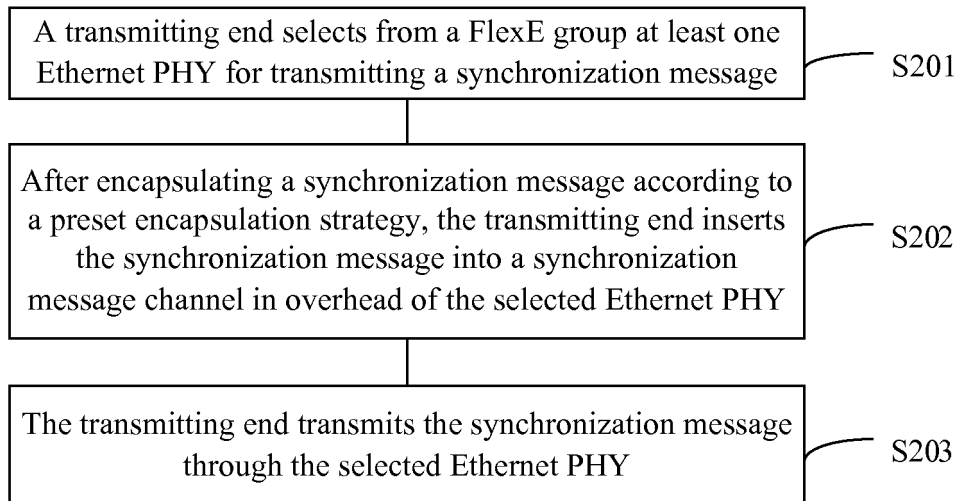 A transmitting end selects from a FlexE group at least one
Ethernet PHY for transmitting a synchronization message
S201
After encapsulating a synchronization message according to
a preset encapsulation strategy, the transmitting end inserts
the synchronization message into a synchronization
message channel in overhead of the selected Ethernet PHY
S202
The transmitting end transmits the synchronization message
through the selected Ethernet PHY
S203